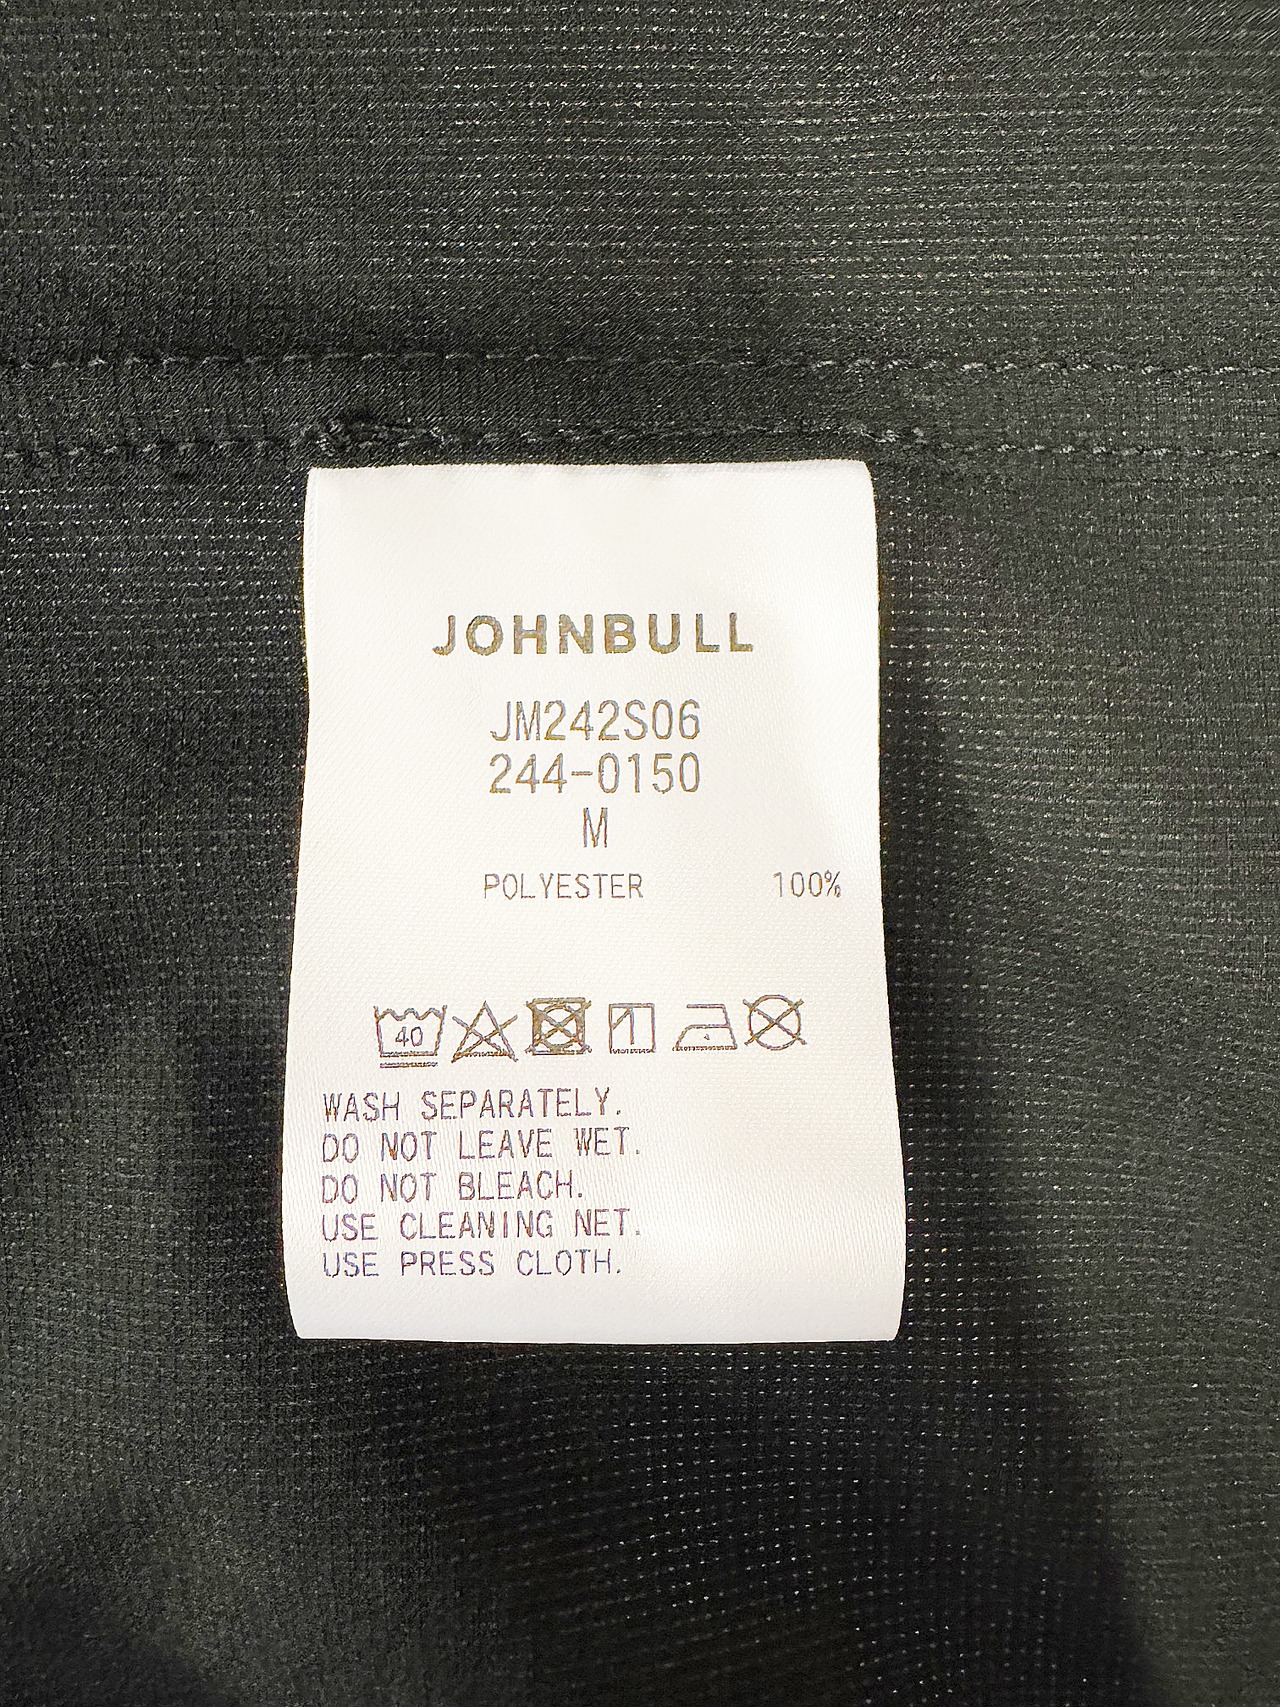 JOHNBULL
JM242S06
244-0150
M
POLYESTER 100%
40
WASH SEPARATELY.
DO NOT LEAVE WET.
DO NOT BLEACH.
USE CLEANING NET.
USE PRESS CLOTH.